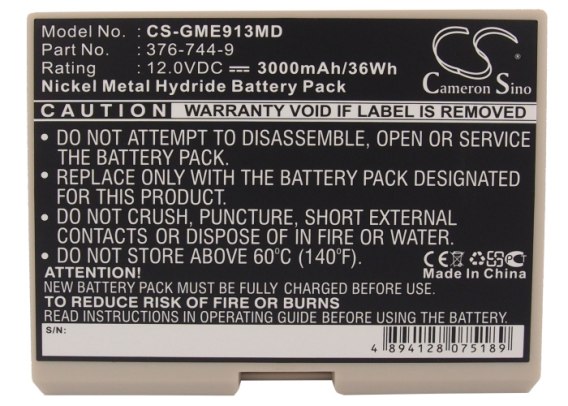 Model No. : CS-GME913MD
Part No. : 376-744-9
Rating : 12.0VDC 3000mAh/36Wh
Nickel Metal Hydride Battery Pack
CS
Cameron Sino
CAUTION WARRANTY VOID IF LABEL IS REMOVED
• DO NOT ATTEMPT TO DISASSEMBLE, OPEN OR SERVICE
THE BATTERY PACK.
• REPLACE ONLY WITH THE BATTERY PACK DESIGNATED
FOR THIS PRODUCT.
• DO NOT CRUSH, PUNCTURE, SHORT EXTERNAL
CONTACTS OR DISPOSE OF IN FIRE OR WATER.
• DO NOT STORE ABOVE 60°C (140°F).
CE
Made In China
ATTENTION!
NEW BATTERY PACK MUST BE FULLY CHARGED BEFORE USE.
TO REDUCE RISK OF FIRE OR BURNS
READ INSTRUCTIONS IN OPERATING GUIDE BEFORE USING BATTERY PACK.
S/N:
4 894128 075189